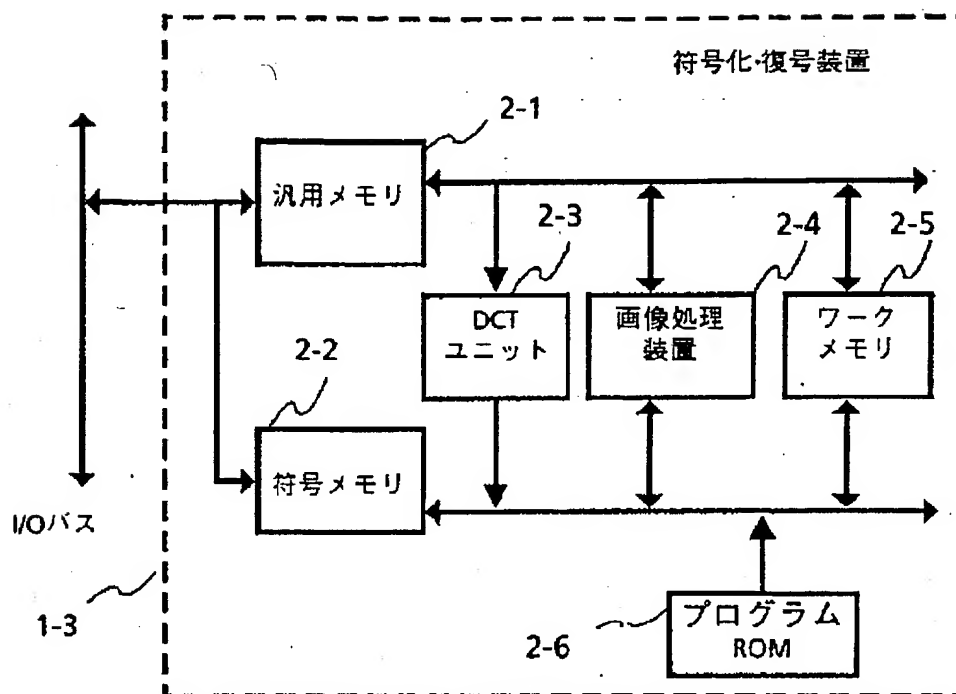 符号化・復号装置
2-1
汎用メモリ
2-3
2-4
2-5
DCT
ユニット
画像処理
装置
ワーク
メモリ
2-2
符号メモリ
I/Oバス
1-3
2-6
プログラム
ROM